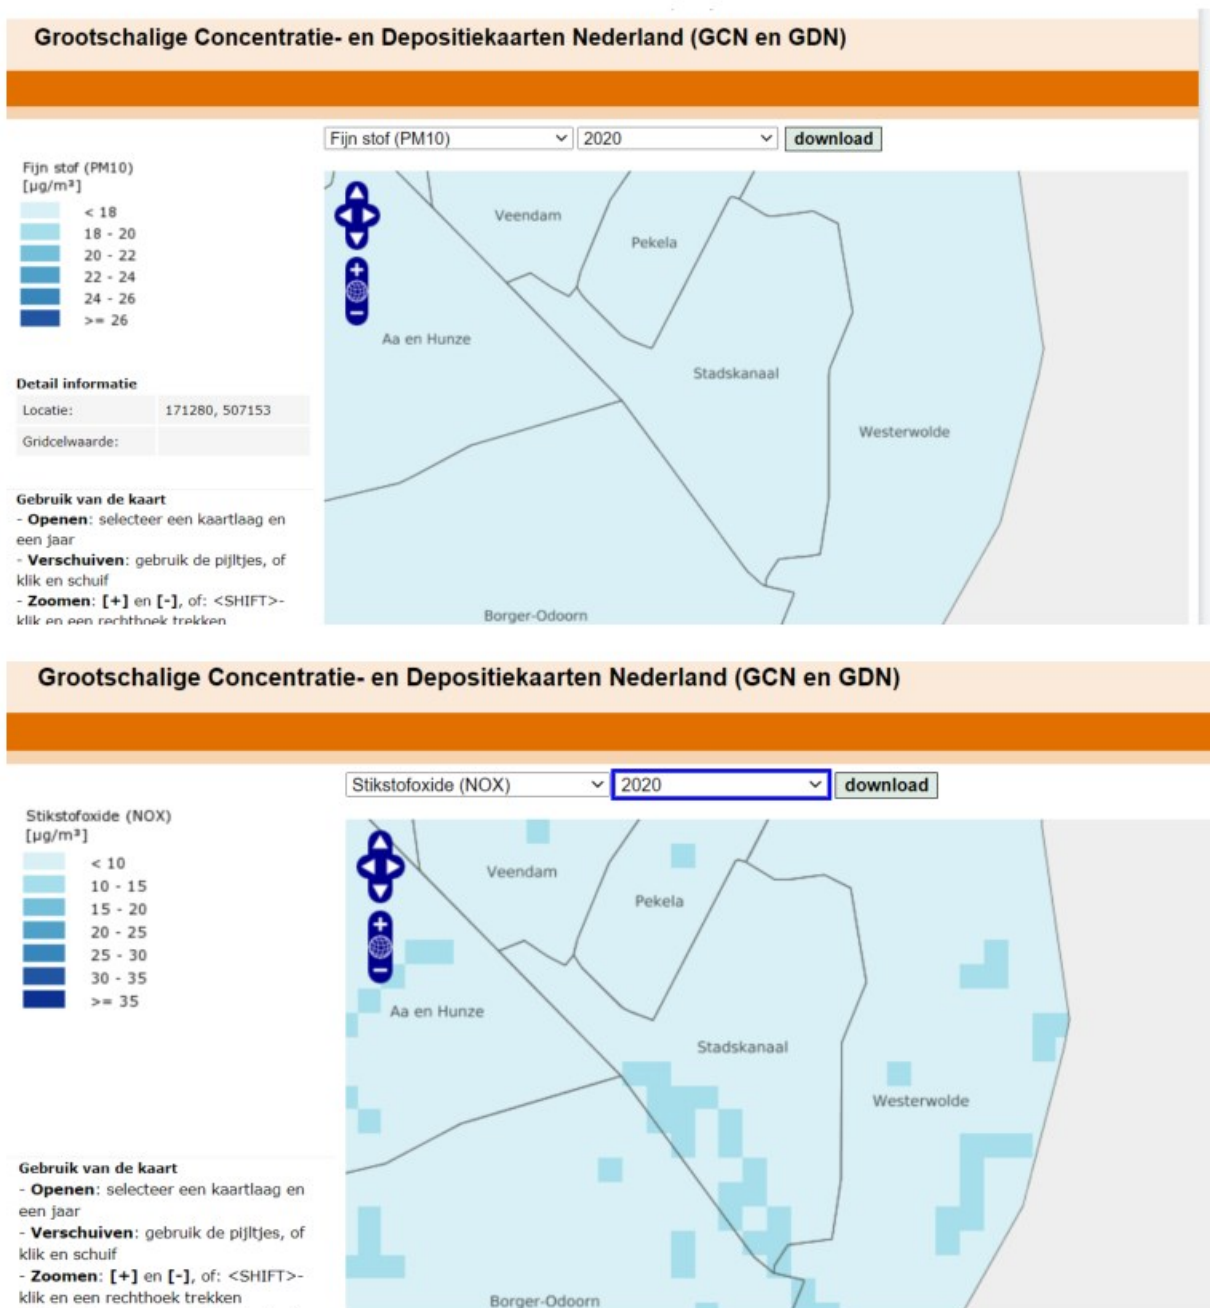 Grootschalige Concentratie- en Depositiekaarten Nederland (GCN en GDN)
Fijn stof (PM10) 2020 download
Fijn stof (PM10)
[µg/m³]
< 18
18 - 20
20 - 22
22 - 24
24 - 26
>= 26
Veendam
Pekela
Aa en Hunze
Stadskanaal
Westerwolde
Borger-Odoorn
Detail informatie
Locatie: 171280, 507153
Gridcelwaarde:
Gebruik van de kaart
- Openen: selecteer een kaartlaag en
een jaar
- Verschuiven: gebruik de pijltjes, of
klik en schuif
- Zoomen: [+] en [-], of: <SHIFT>-
klik en een rechthoek trekken
Grootschalige Concentratie- en Depositiekaarten Nederland (GCN en GDN)
Stikstofoxide (NOX) 2020 download
Stikstofoxide (NOX)
[µg/m³]
< 10
10 - 15
15 - 20
20 - 25
25 - 30
30 - 35
>= 35
Veendam
Pekela
Aa en Hunze
Stadskanaal
Westerwolde
Borger-Odoorn
Gebruik van de kaart
- Openen: selecteer een kaartlaag en
een jaar
- Verschuiven: gebruik de pijltjes, of
klik en schuif
- Zoomen: [+] en [-], of: <SHIFT>-
klik en een rechthoek trekken